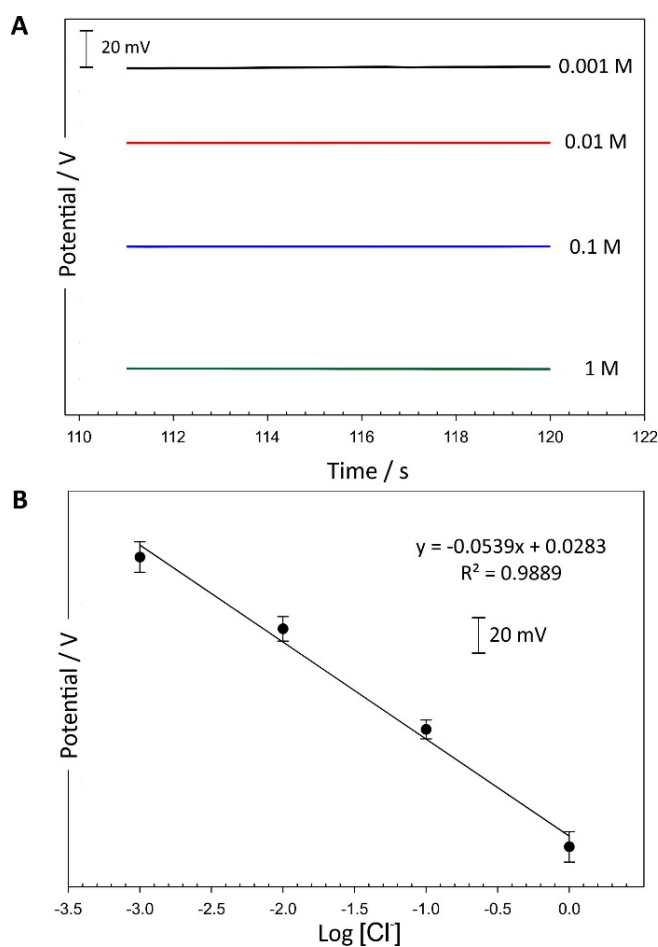 A
20 mV
0.001 M
0.01 M
0.1 M
1 M
Potential / V
110 112 114 116 118 120 122
Time / s
B
y = -0.0539x + 0.0283
R² = 0.9889
20 mV
Potential / V
-3.5 -3.0 -2.5 -2.0 -1.5 -1.0 -0.5 0.0
Log [Cl⁻]